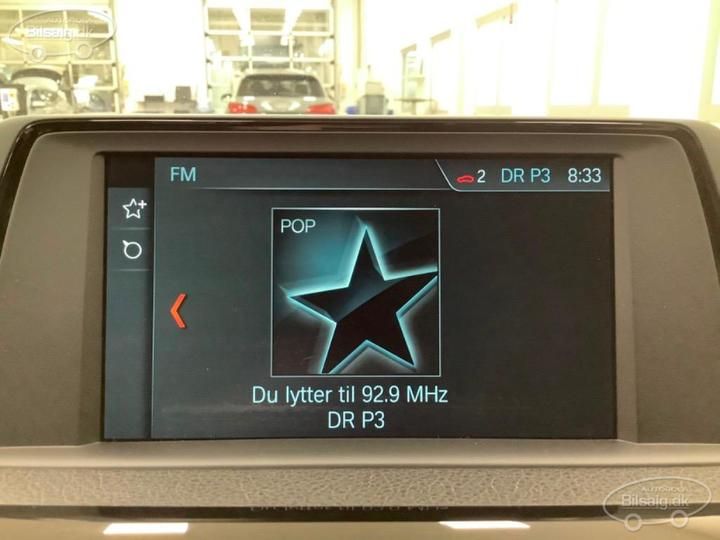 AUTOGALLERI
Bilsalg.dk
FM
2 DR P3 8:33
POP
Du lytter til 92.9 MHz
DR P3
Bilsalg.dk